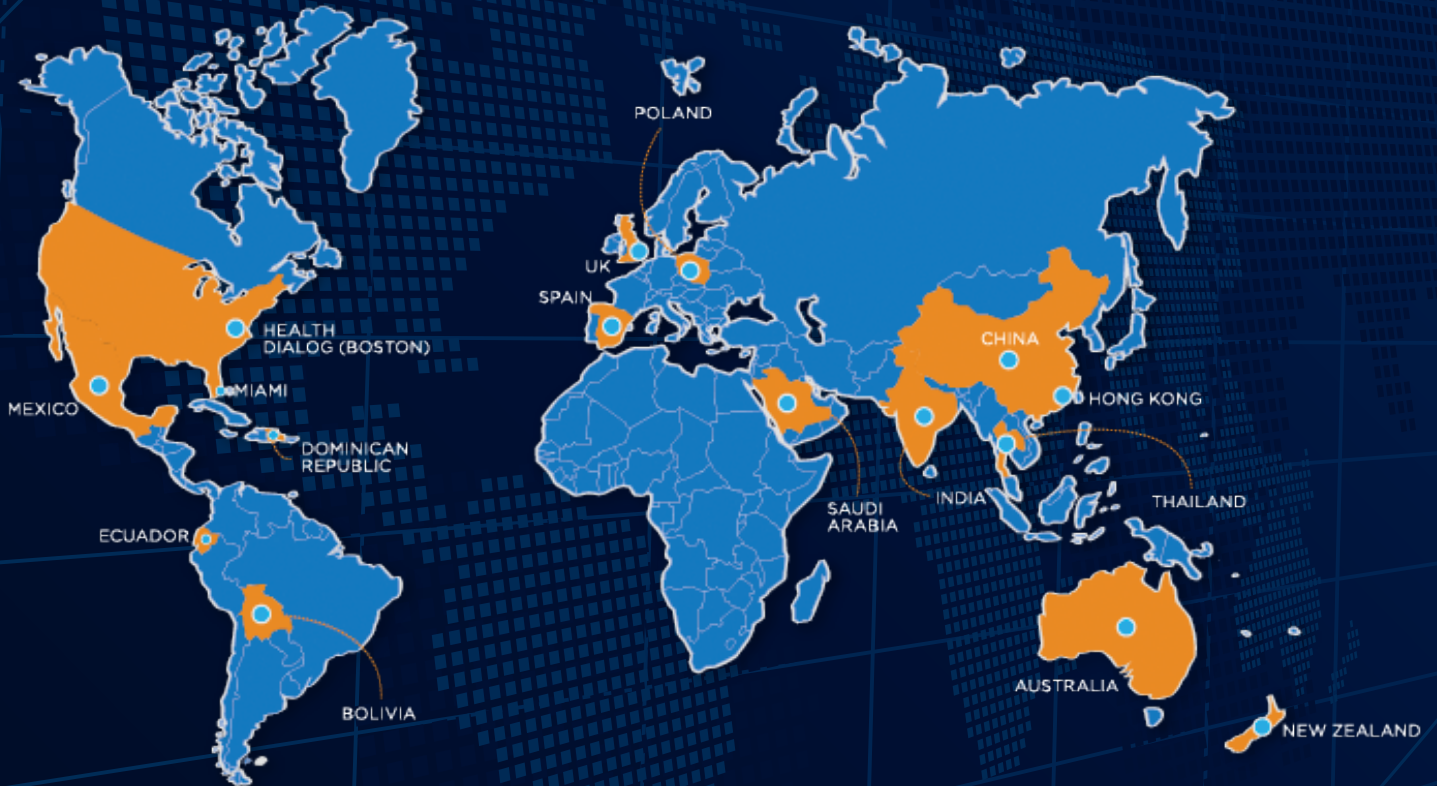 POLAND
UK
SPAIN
HEALTH
DIALOG (BOSTON)
CHINA
MIAMI
MEXICO
HONG KONG
DOMINICAN
REPUBLIC
INDIA
THAILAND
SAUDI
ARABIA
ECUADOR
AUSTRALIA
BOLIVIA
NEW ZEALAND